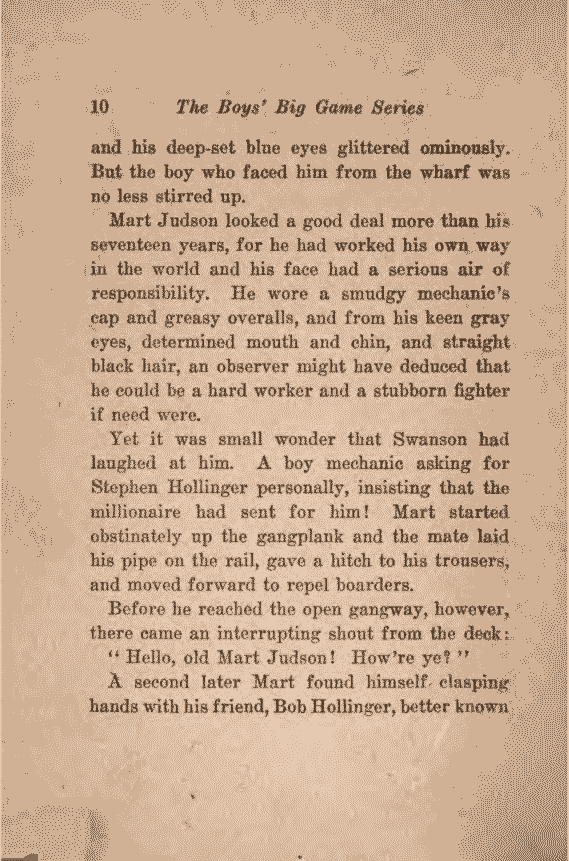 10 The Boys' Big Game Series
and his deep-set blue eyes glittered ominously.
But the boy who faced him from the wharf was
no less stirred up.
Mart Judson looked a good deal more than his
seventeen years, for he had worked his own way
in the world and his face had a serious air of
responsibility. He wore a smudgy mechanic's
cap and greasy overalls, and from his keen gray
eyes, determined mouth and chin, and straight
black hair, an observer might have deduced that
he could be a hard worker and a stubborn fighter
if need were.
Yet it was small wonder that Swanson had
laughed at him. A boy mechanic asking for
Stephen Hollinger personally, insisting that the
millionaire had sent for him! Mart started
obstinately up the gangplank and the mate laid
his pipe on the rail, gave a hitch to his trousers,
and moved forward to repel boarders.
Before he reached the open gangway, however,
there came an interrupting shout from the deck:
“ Hello, old Mart Judson! How're ye? ”
A second later Mart found himself clasping
hands with his friend, Bob Hollinger, better known